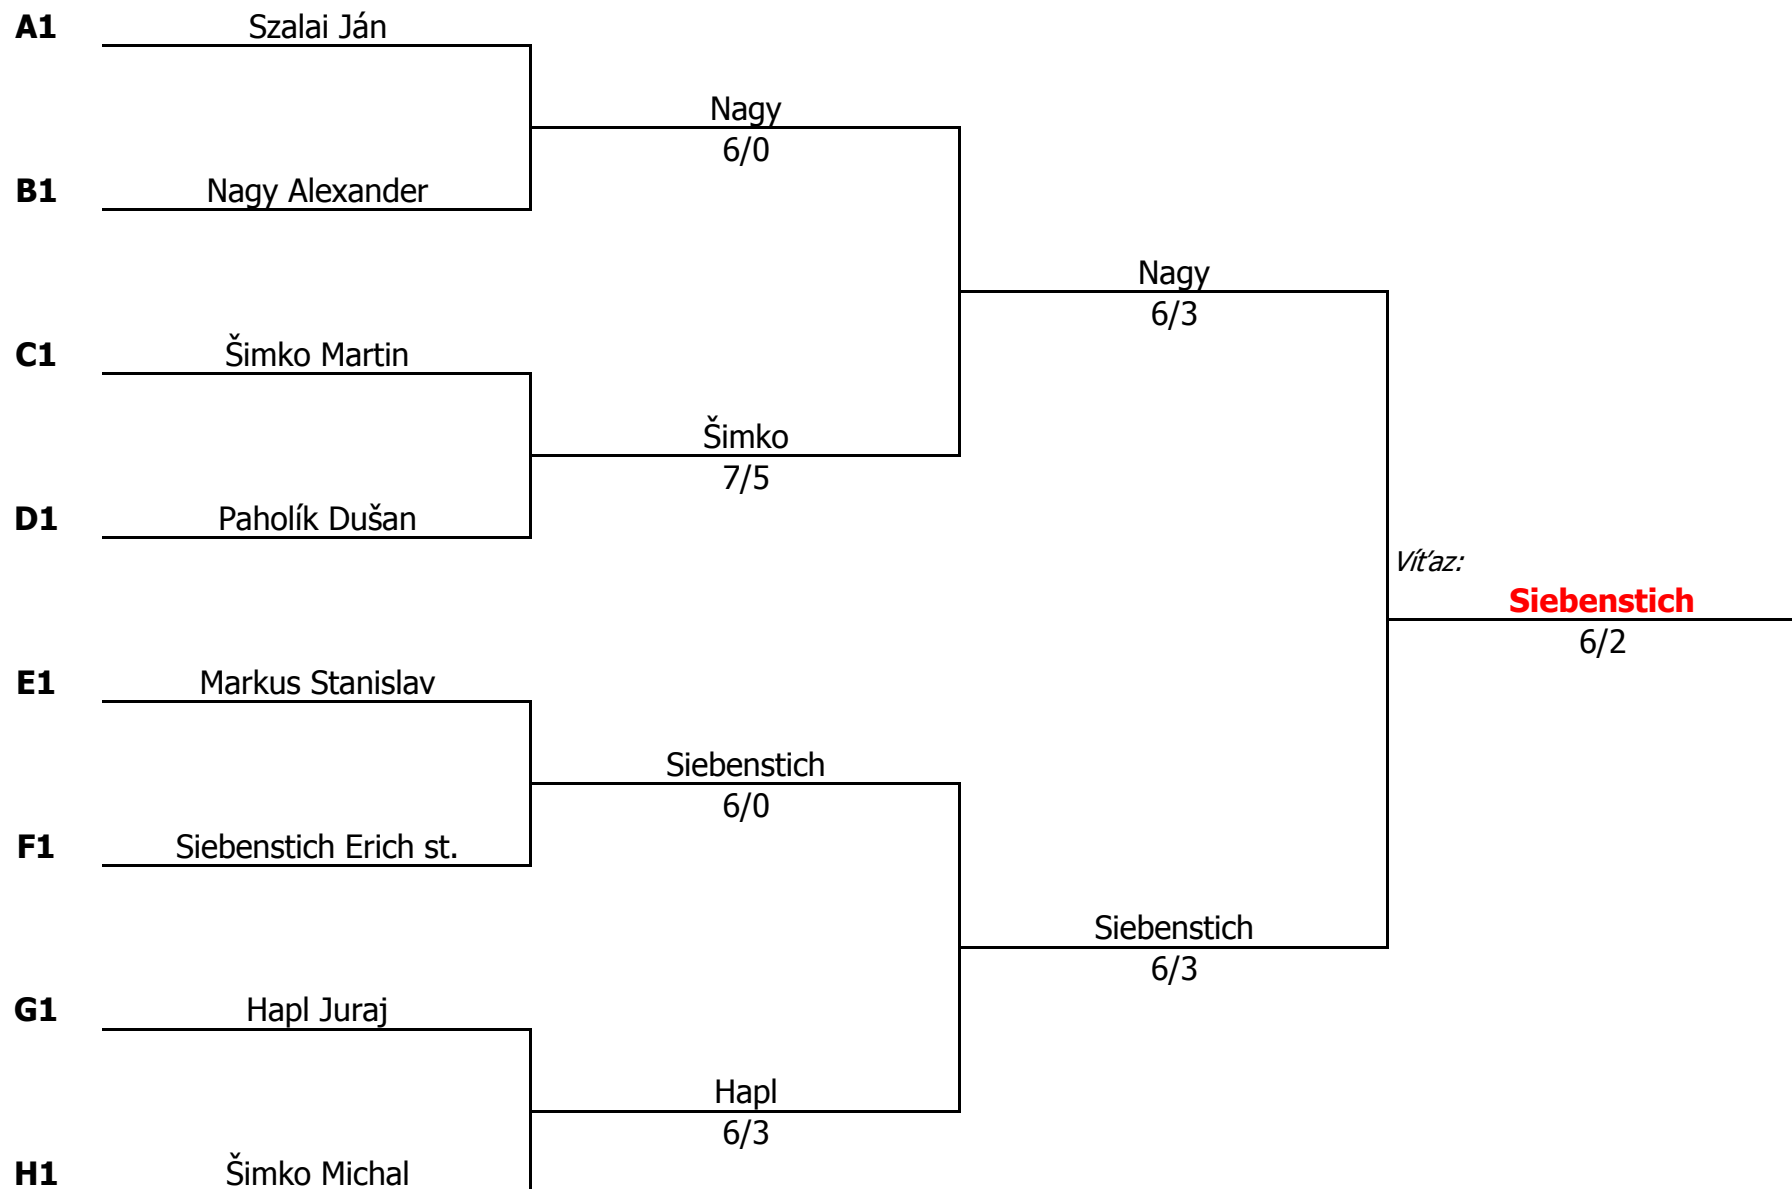 A1 Szalai Ján
Nagy
6/0
B1 Nagy Alexander
Nagy
6/3
C1 Šimko Martin
Šimko
7/5
D1 Paholík Dušan
Víťaz:
Siebenstich
6/2
E1 Markus Stanislav
Siebenstich
6/0
F1 Siebenstich Erich st.
Siebenstich
6/3
G1 Hapl Juraj
Hapl
6/3
H1 Šimko Michal